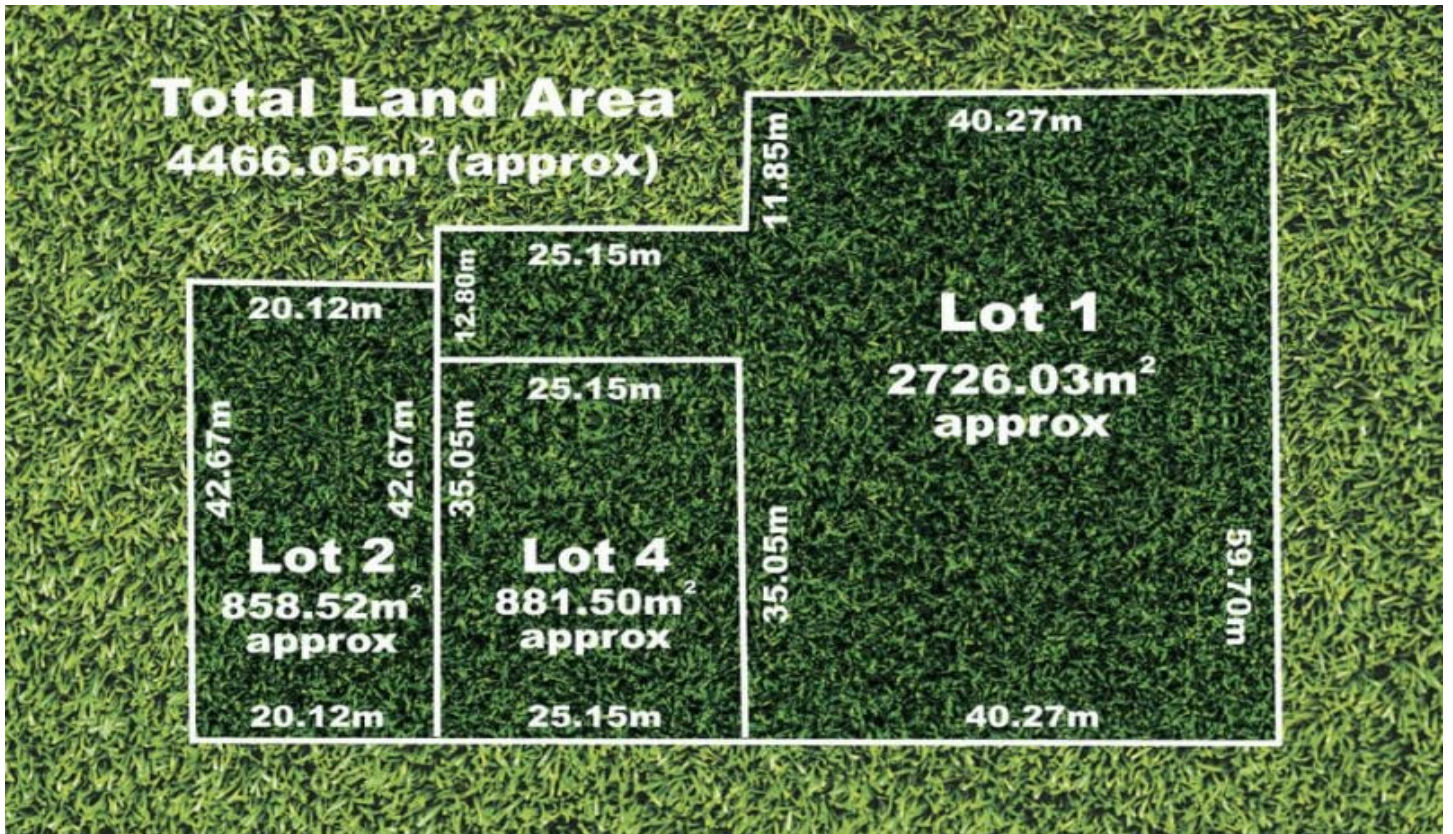 Total Land Area
4466.05m² (approx)
40.27m
11.85m
25.15m
12.80m
20.12m
Lot 1
2726.03m²
approx
25.15m
42.67m
42.67m
35.05m
35.05m
59.70m
Lot 2
858.52m²
approx
Lot 4
881.50m²
approx
20.12m
25.15m
40.27m